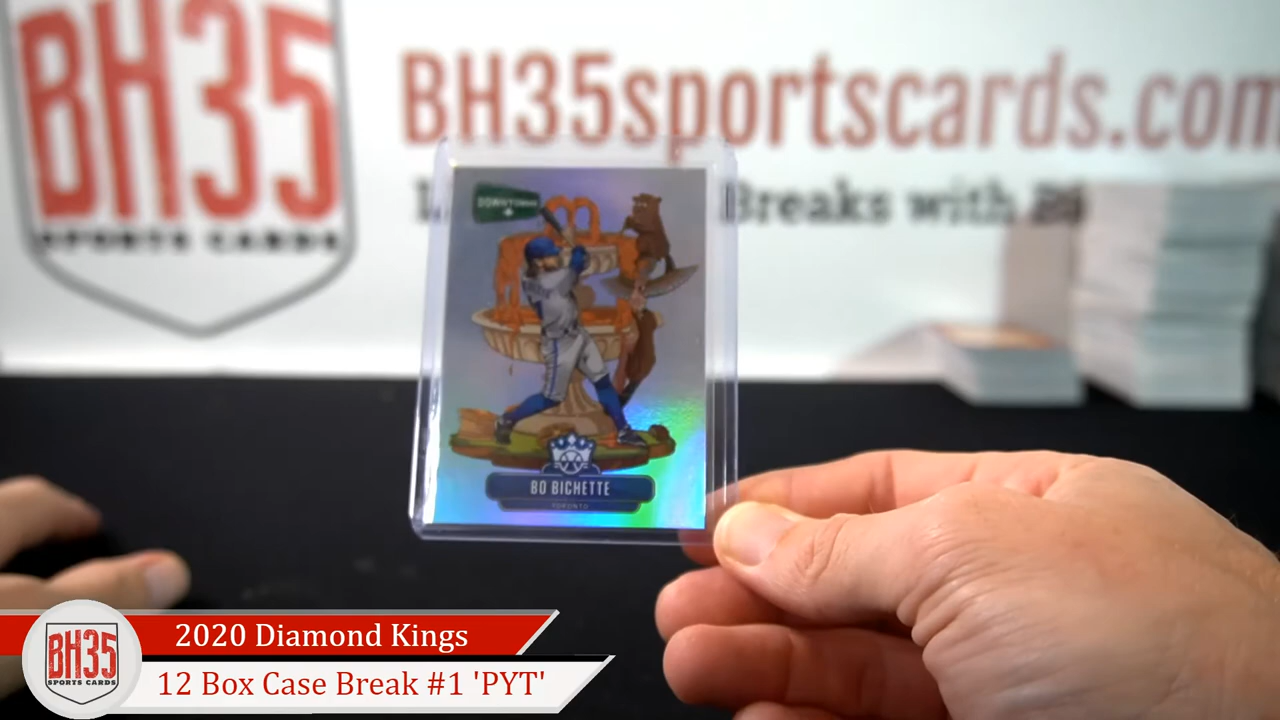 BH35
SPORTS CARDS
BH35sportscards.com
Breaks with
DOWNTOWN
BO BICHETTE
TORONTO
BH35
SPORTS CARDS
2020 Diamond Kings
12 Box Case Break #1 'PYT'